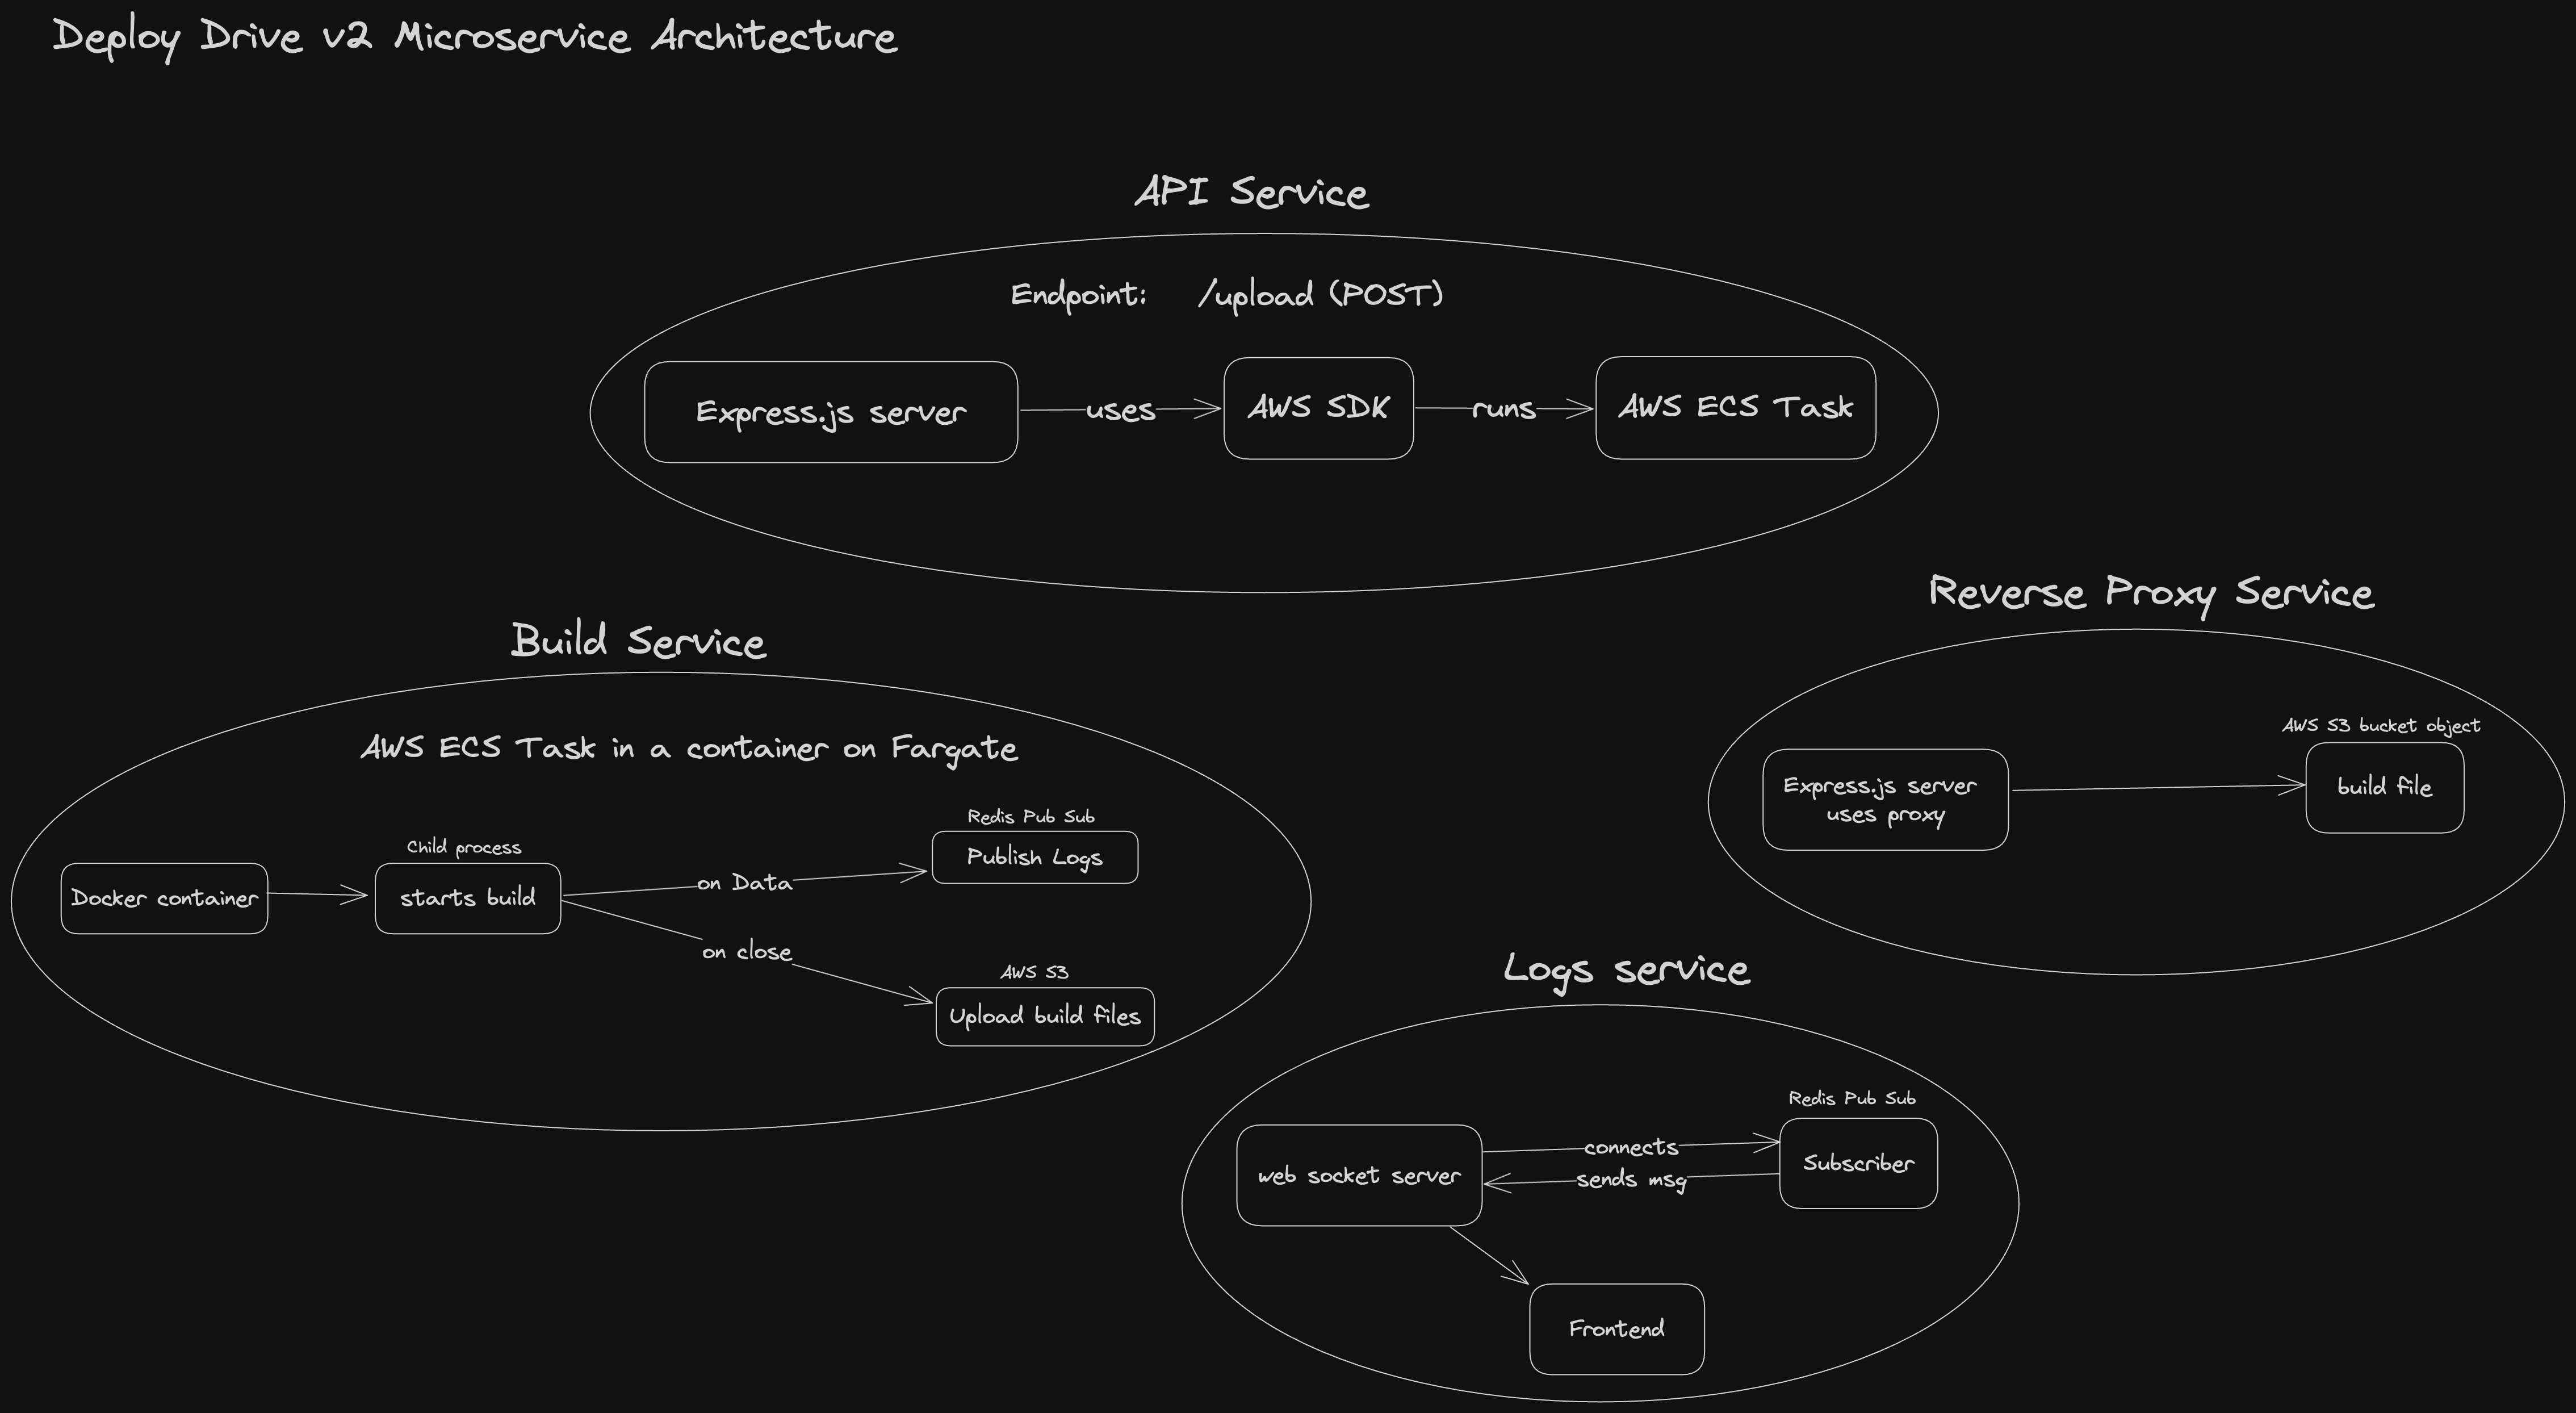 Deploy Drive v2 Microservice Architecture
API Service
Endpoint: /upload (POST)
Express.js server
uses
AWS SDK
runs
AWS ECS Task
Build Service
AWS ECS Task in a container on Fargate
Docker container
Child process
starts build
on Data
Redis Pub Sub
Publish Logs
on close
AWS S3
Upload build files
Reverse Proxy Service
Express.js server
uses proxy
AWS S3 bucket object
build file
Logs service
web socket server
connects
sends msg
Redis Pub Sub
Subscriber
Frontend